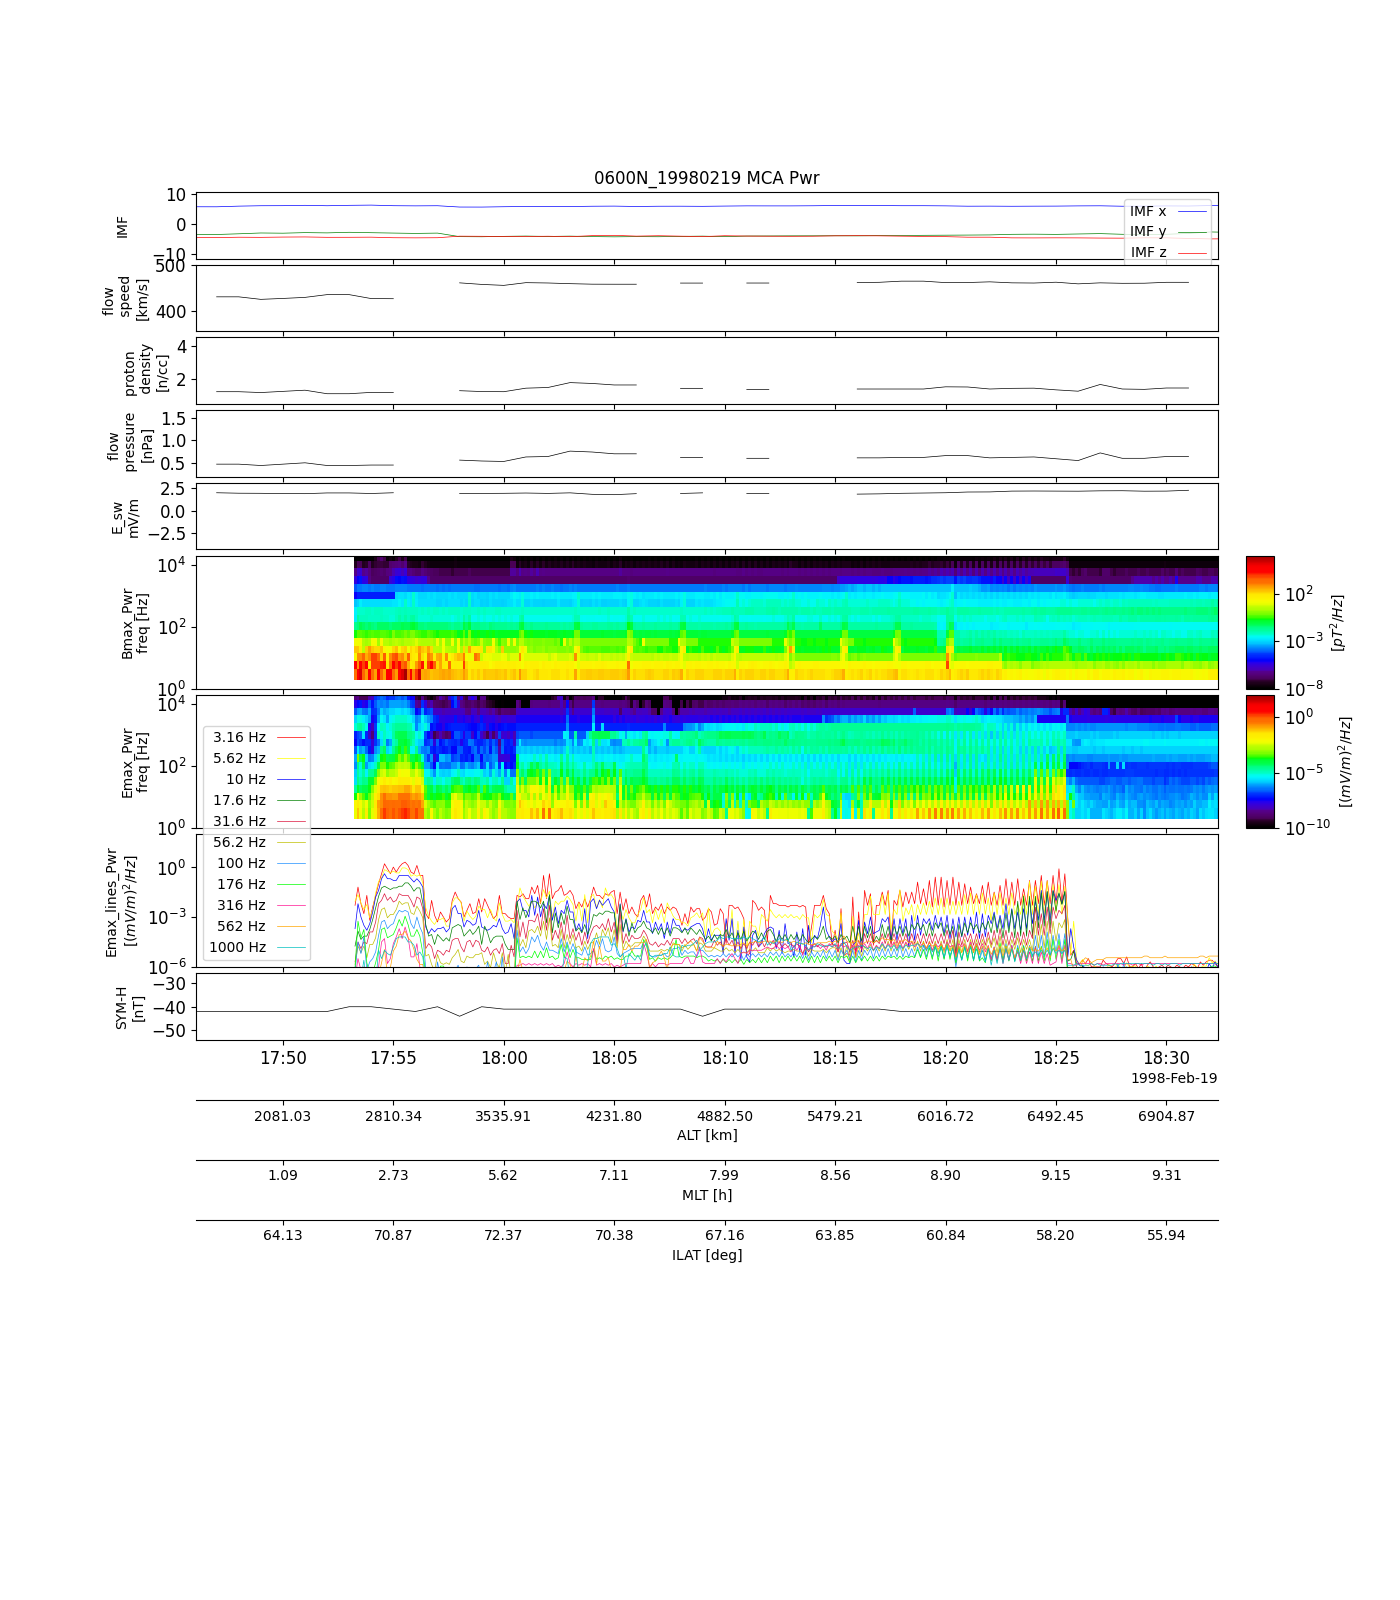 0600N_19980219 MCA Pwr
10
0
−10
IMF
IMF x
IMF y
IMF z
500
400
flow
speed
[km/s]
4
2
proton
density
[n/cc]
1.5
1.0
0.5
flow
pressure
[nPa]
2.5
0.0
−2.5
E_sw
mV/m
10^4
10^2
10^0
Bmax_Pwr
freq [Hz]
10^2
10^−3
10^−8
[pT^2/Hz]
10^4
10^2
10^0
Emax_Pwr
freq [Hz]
10^0
10^−5
10^−10
[(mV/m)^2/Hz]
3.16 Hz
5.62 Hz
10 Hz
17.6 Hz
31.6 Hz
56.2 Hz
100 Hz
176 Hz
316 Hz
562 Hz
1000 Hz
10^0
10^−3
10^−6
Emax_lines_Pwr
[(mV/m)^2/Hz]
−30
−40
−50
SYM-H
[nT]
17:50 17:55 18:00 18:05 18:10 18:15 18:20 18:25 18:30
1998-Feb-19
2081.03 2810.34 3535.91 4231.80 4882.50 5479.21 6016.72 6492.45 6904.87
ALT [km]
1.09 2.73 5.62 7.11 7.99 8.56 8.90 9.15 9.31
MLT [h]
64.13 70.87 72.37 70.38 67.16 63.85 60.84 58.20 55.94
ILAT [deg]